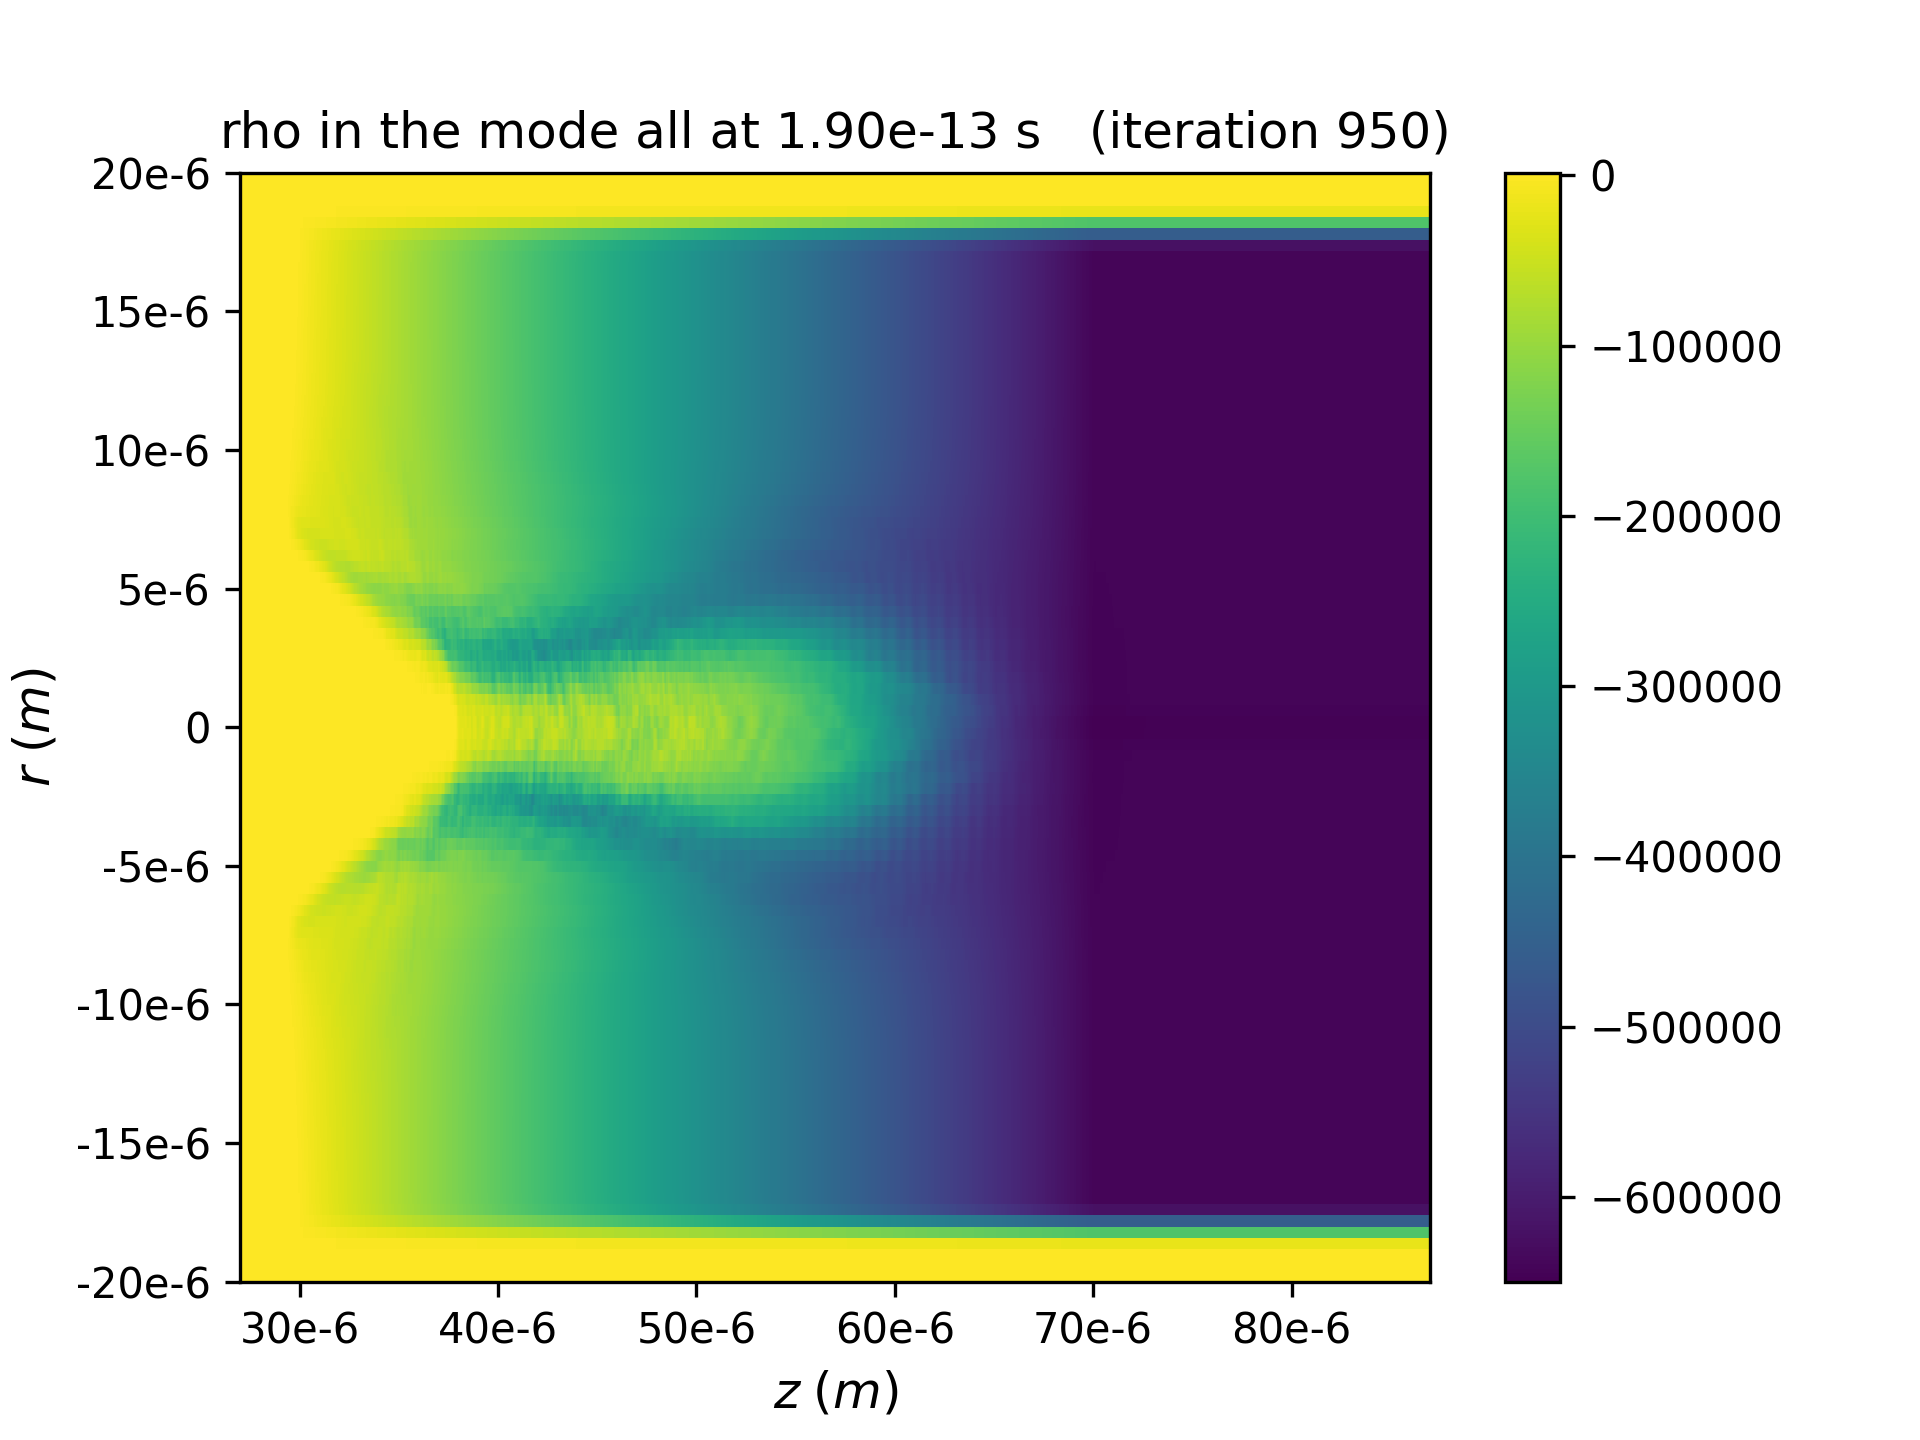 rho in the mode all at 1.90e-13 s   (iteration 950)
20e-6
15e-6
10e-6
5e-6
0
-5e-6
-10e-6
-15e-6
-20e-6
r (m)
30e-6 40e-6 50e-6 60e-6 70e-6 80e-6
z (m)
0
−100000
−200000
−300000
−400000
−500000
−600000